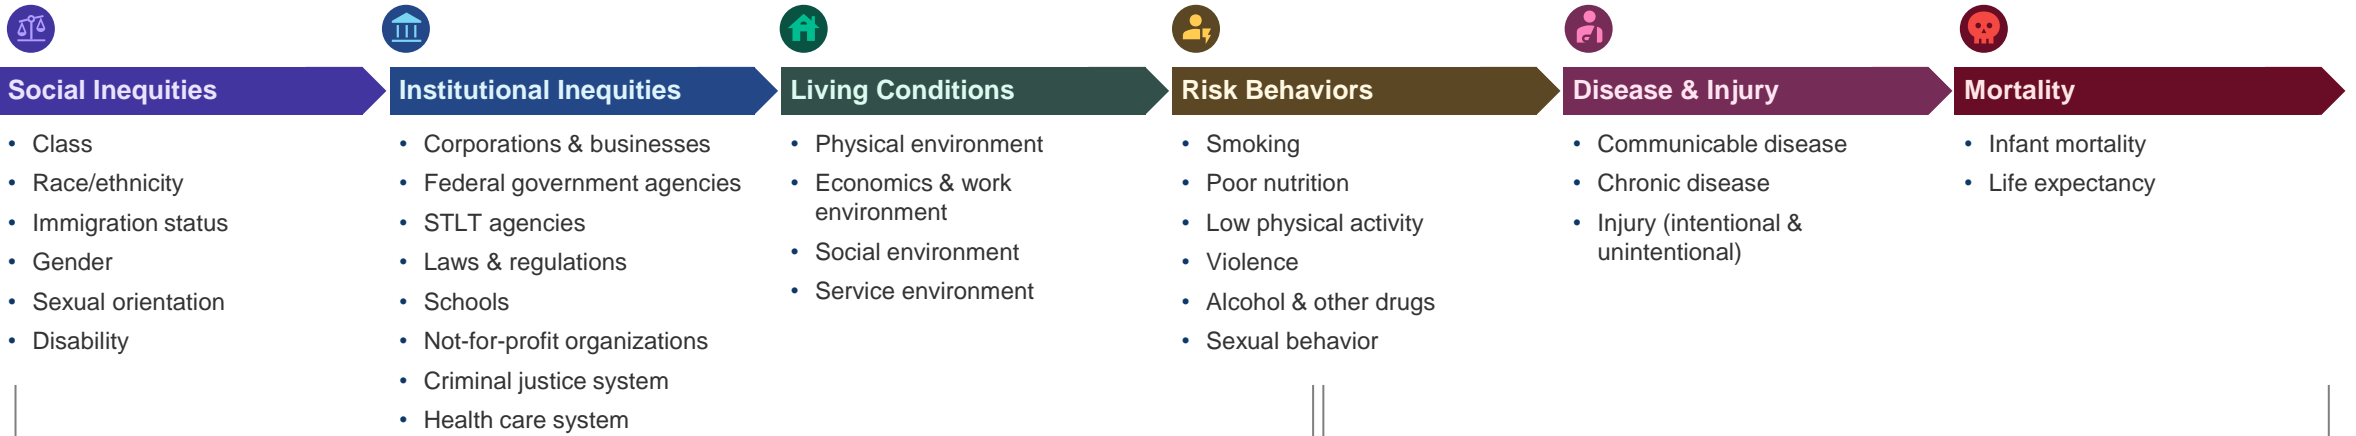 Social Inequities
• Class
• Race/ethnicity
• Immigration status
• Gender
• Sexual orientation
• Disability
Institutional Inequities
• Corporations & businesses
• Federal government agencies
• STLT agencies
• Laws & regulations
• Schools
• Not-for-profit organizations
• Criminal justice system
• Health care system
Living Conditions
• Physical environment
• Economics & work
environment
• Social environment
• Service environment
Risk Behaviors
• Smoking
• Poor nutrition
• Low physical activity
• Violence
• Alcohol & other drugs
• Sexual behavior
Disease & Injury
• Communicable disease
• Chronic disease
• Injury (intentional &
unintentional)
Mortality
• Infant mortality
• Life expectancy